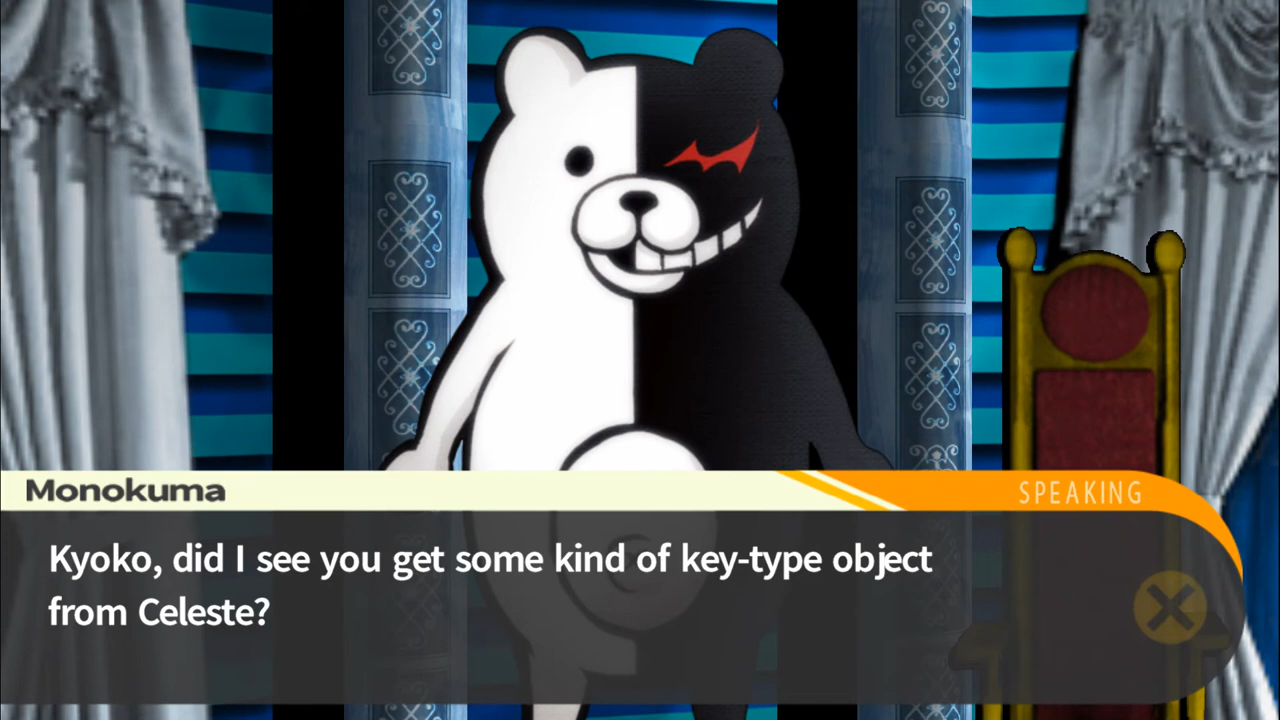 Monokuma
SPEAKING
Kyoko, did I see you get some kind of key-type object
from Celeste?